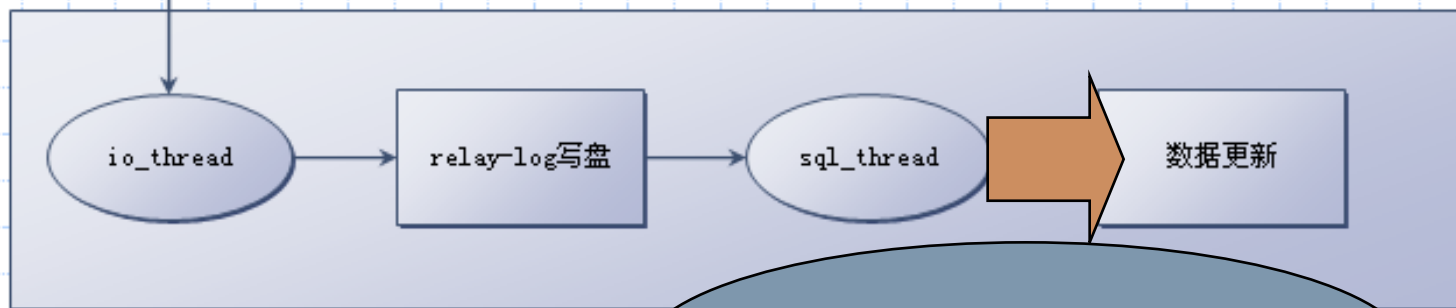 io_thread
relay-log写盘
sql_thread
数据更新